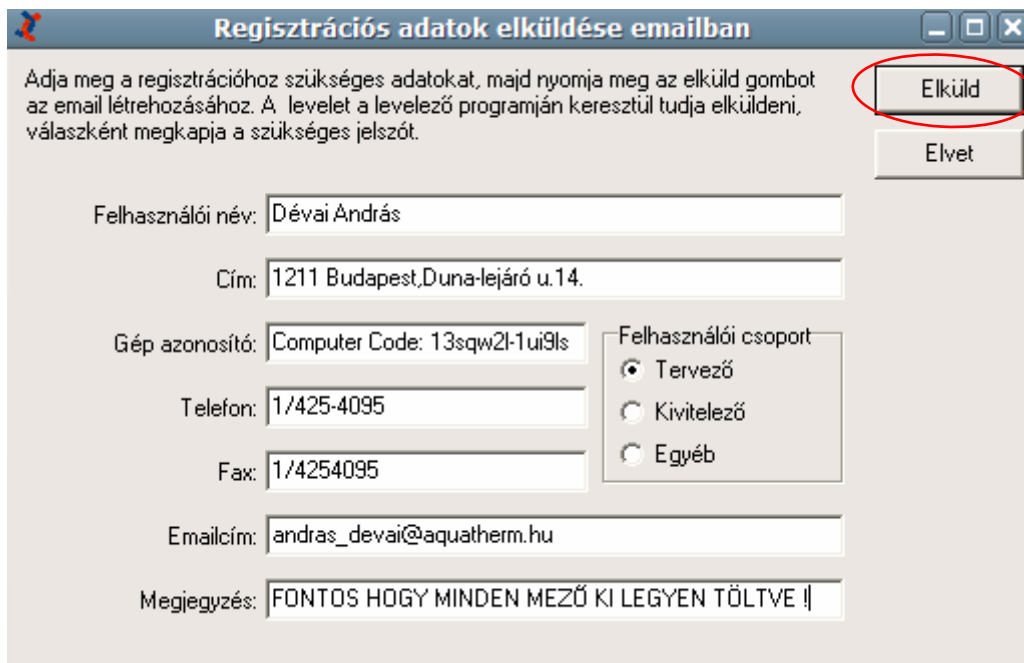 Regisztrációs adatok elküldése emailban
Adja meg a regisztrációhoz szükséges adatokat, majd nyomja meg az elküld gombot
az email létrehozásához. A levelet a levelező programján keresztül tudja elküldeni,
válaszként megkapja a szükséges jelszót.
Elküld
Elvet
Felhasználói név: Dévai András
Cím: 1211 Budapest,Duna-lejáró u.14.
Gép azonosító: Computer Code: 13sqw2l-1ui9ls
Felhasználói csoport
Tervező
Telefon: 1/425-4095
Kivitelező
Egyéb
Fax: 1/4254095
Emailcím: andras_devai@aquatherm.hu
Megjegyzés: FONTOS HOGY MINDEN MEZŐ KI LEGYEN TÖLTVE !